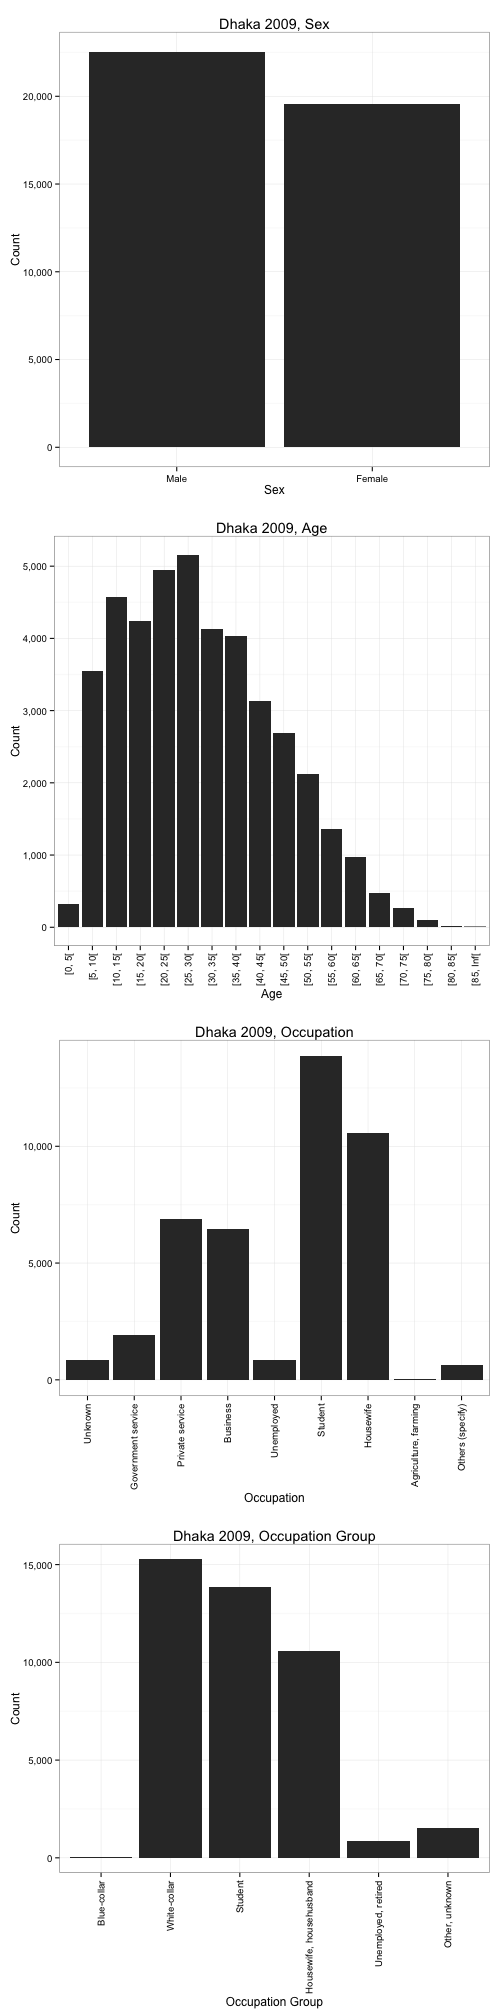 Dhaka 2009, Sex
Count
20,000
15,000
10,000
5,000
0
Male Female
Sex
Dhaka 2009, Age
Count
5,000
4,000
3,000
2,000
1,000
0
[0, 5[ [5, 10[ [10, 15[ [15, 20[ [20, 25[ [25, 30[ [30, 35[ [35, 40[ [40, 45[ [45, 50[ [50, 55[ [55, 60[ [60, 65[ [65, 70[ [70, 75[ [75, 80[ [80, 85[ [85, Inf[
Age
Dhaka 2009, Occupation
Count
10,000
5,000
0
Unknown Government service Private service Business Unemployed Student Housewife Agriculture, farming Others (specify)
Occupation
Dhaka 2009, Occupation Group
Count
15,000
10,000
5,000
0
Blue-collar White-collar Student Housewife, househusband Unemployed, retired Other, unknown
Occupation Group